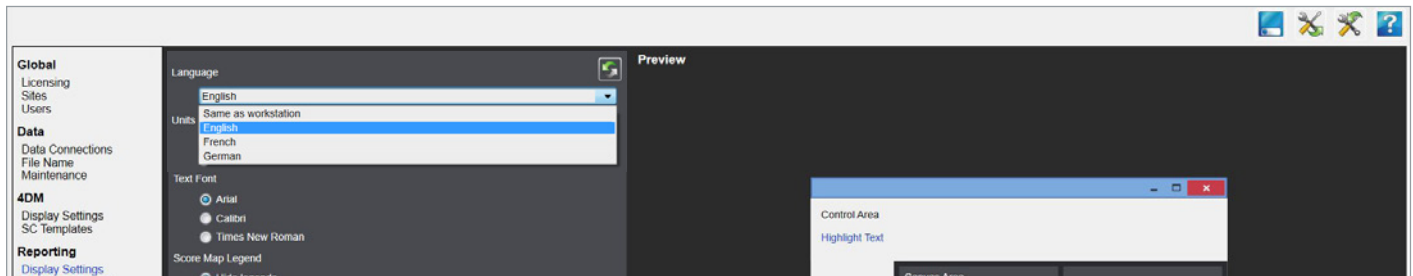 Global
Licensing
Sites
Users
Data
Data Connections
File Name
Maintenance
4DM
Display Settings
SC Templates
Reporting
Display Settings
Language
English
Units
Same as workstation
English
French
German
Text Font
Arial
Calibri
Times New Roman
Score Map Legend
Preview
Control Area
Highlight Text